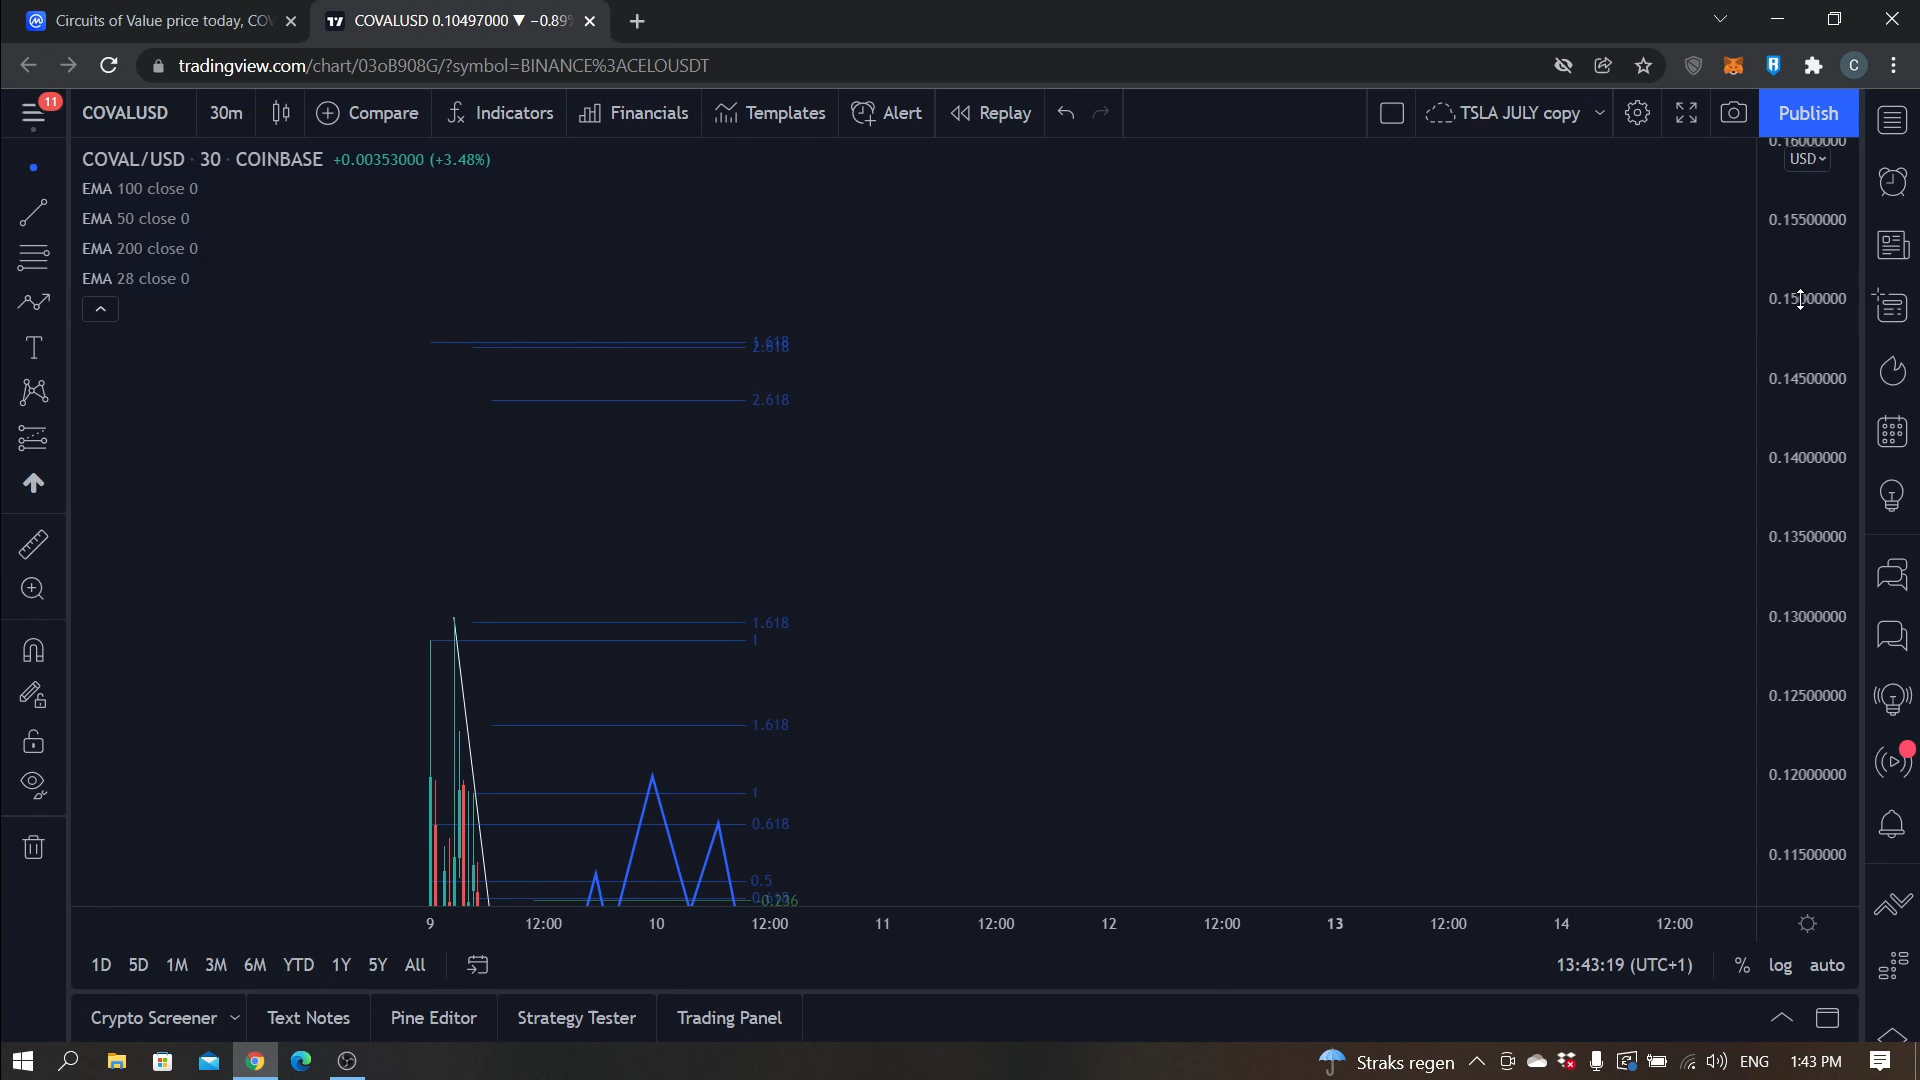 Circuits of Value price today, COV
COVALUSD 0.10497000 ▼ −0.89%
tradingview.com/chart/03oB908G/?symbol=BINANCE%3ACELOUSDT
C
11
COVALUSD
30m
Compare
Indicators
Financials
Templates
Alert
Replay
TSLA JULY copy
Publish
COVAL/USD · 30 · COINBASE +0.00353000 (+3.48%)
EMA 100 close 0
EMA 50 close 0
EMA 200 close 0
EMA 28 close 0
0.16000000
USD
0.15500000
0.15000000
0.14500000
0.14000000
0.13500000
0.13000000
0.12500000
0.12000000
0.11500000
1.618
2.618
2.618
1.618
1
1.618
1
0.618
0.5
-0.236
9
12:00
10
12:00
11
12:00
12
12:00
13
12:00
14
12:00
1D
5D
1M
3M
6M
YTD
1Y
5Y
All
13:43:19 (UTC+1)
%
log
auto
Crypto Screener
Text Notes
Pine Editor
Strategy Tester
Trading Panel
Straks regen
ENG
1:43 PM